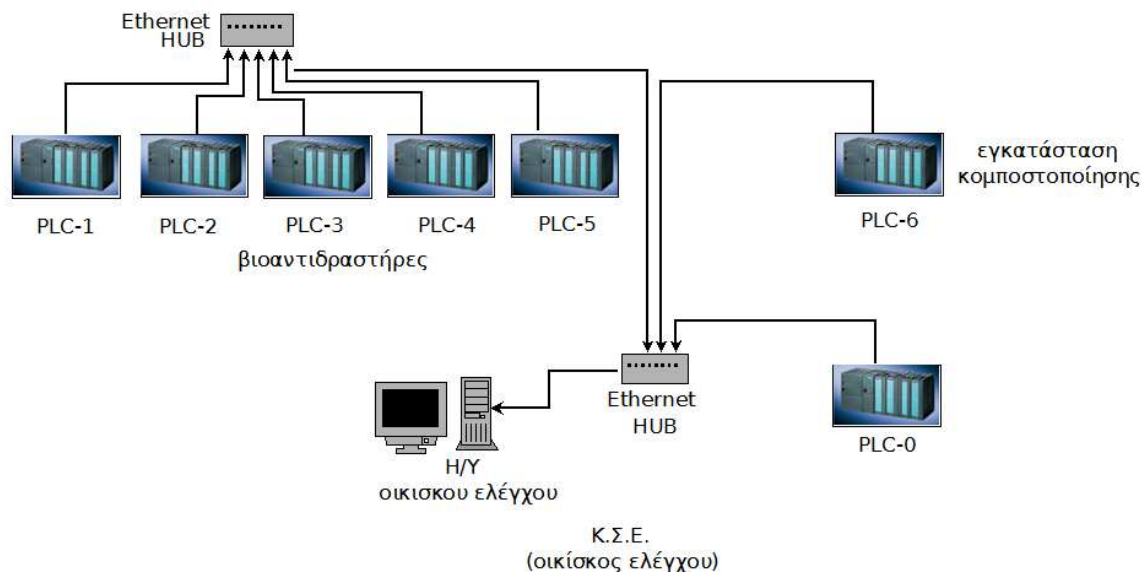 Ethernet
HUB
PLC-1
PLC-2
PLC-3
PLC-4
PLC-5
βιοαντιδραστήρες
PLC-6
εγκατάσταση
κομποστοποίησης
Ethernet
HUB
PLC-0
Η/Υ
οικισκου ελέγχου
Κ.Σ.Ε.
(οικίσκος ελέγχου)